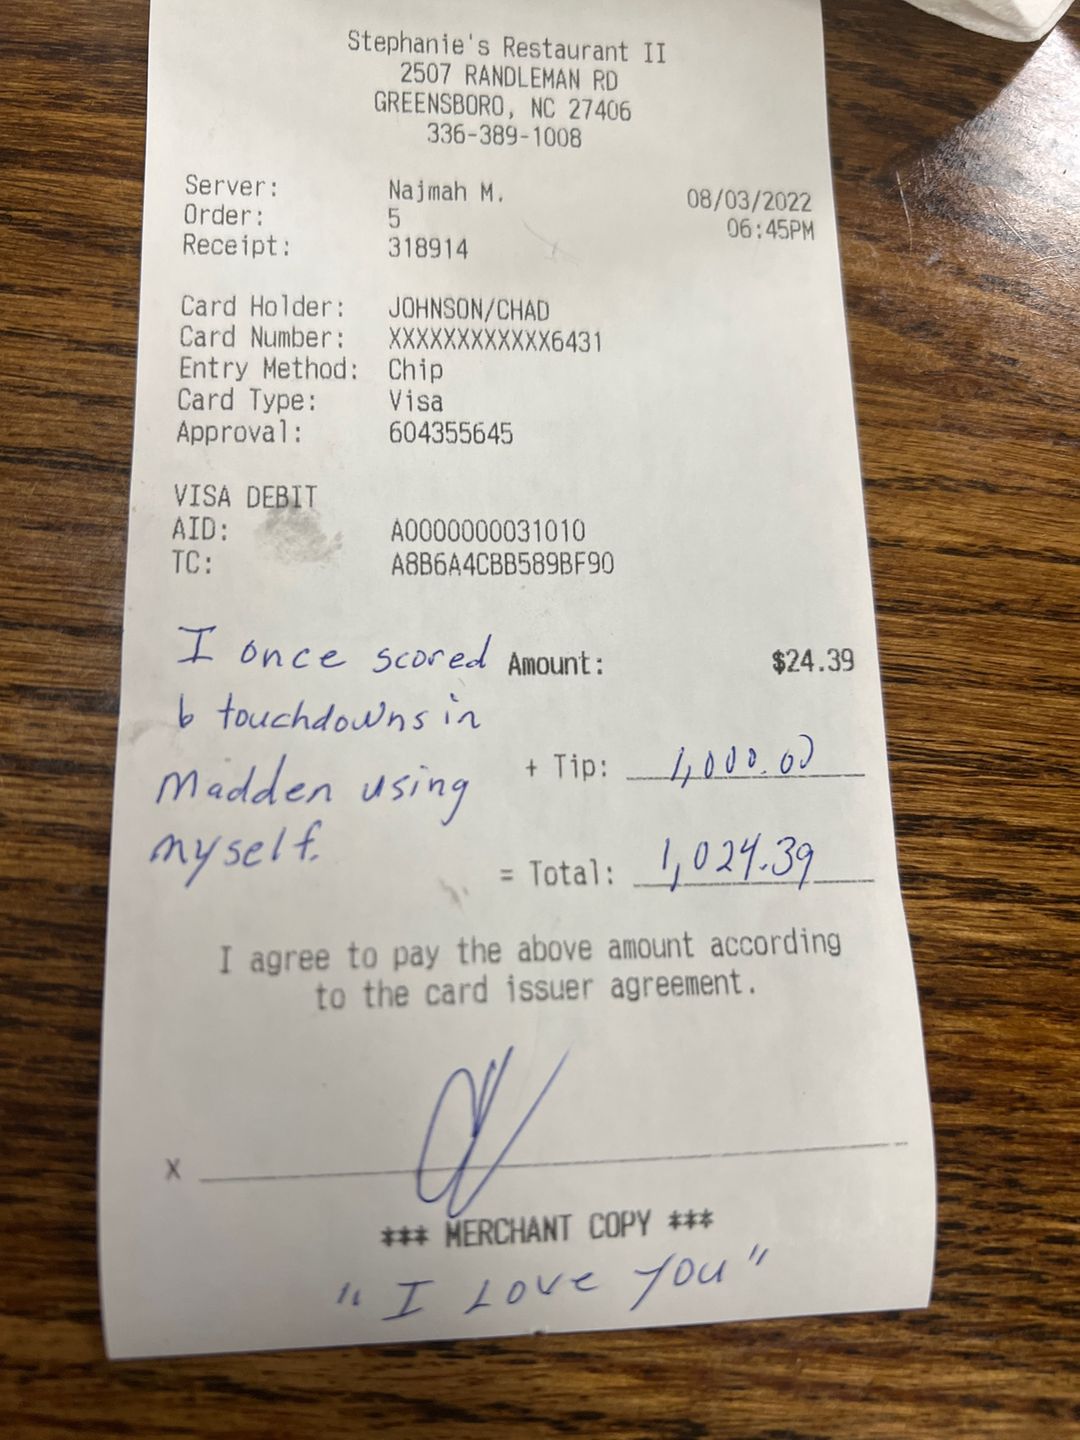 Stephanie's Restaurant II
2507 RANDLEMAN RD
GREENSBORO, NC 27406
336-389-1008
Server: Najmah M. 08/03/2022
Order: 5 06:45PM
Receipt: 318914
Card Holder: JOHNSON/CHAD
Card Number: XXXXXXXXXXXX6431
Entry Method: Chip
Card Type: Visa
Approval: 604355645
VISA DEBIT
AID: A0000000031010
TC: A8B6A4CBB589BF90
I once scored
6 touchdowns in
Madden using
myself.
Amount: $24.39
+ Tip: 1,000.00
= Total: 1,024.39
I agree to pay the above amount according
to the card issuer agreement.
X
*** MERCHANT COPY ***
"I Love you"